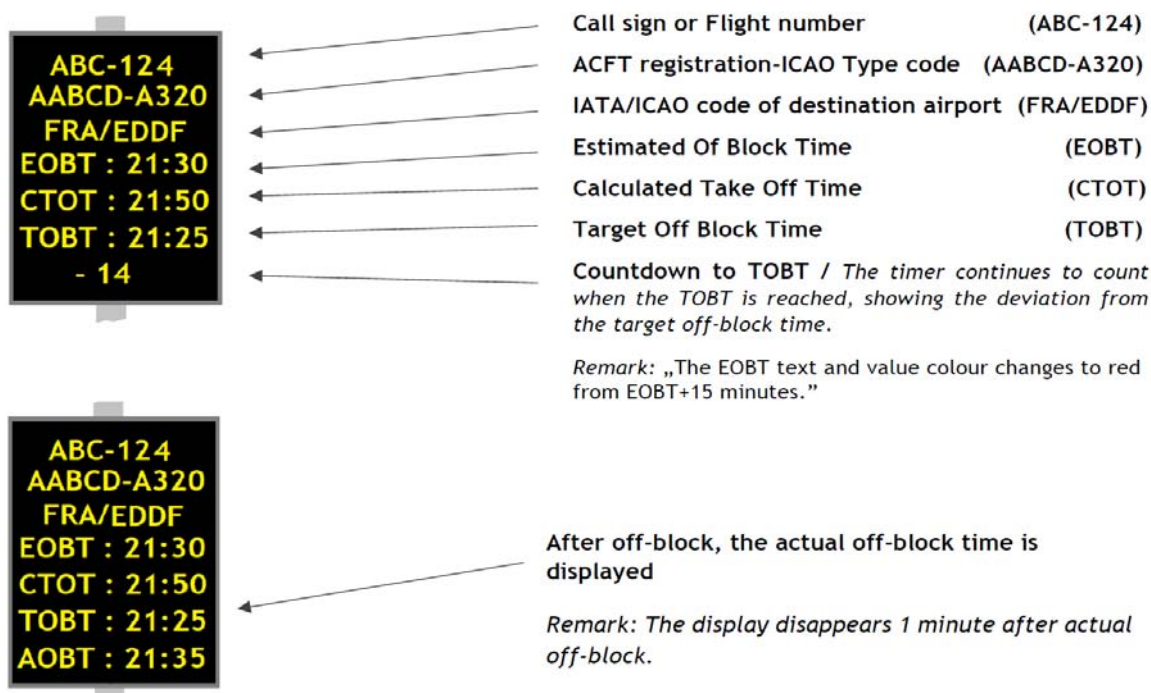 ABC-124
AABCD-A320
FRA/EDDF
EOBT : 21:30
CTOT : 21:50
TOBT : 21:25
- 14
Call sign or Flight number (ABC-124)
ACFT registration-ICAO Type code (AABCD-A320)
IATA/ICAO code of destination airport (FRA/EDDF)
Estimated Of Block Time (EOBT)
Calculated Take Off Time (CTOT)
Target Off Block Time (TOBT)
Countdown to TOBT / The timer continues to count
when the TOBT is reached, showing the deviation from
the target off-block time.
Remark: „The EOBT text and value colour changes to red
from EOBT+15 minutes.”
ABC-124
AABCD-A320
FRA/EDDF
EOBT : 21:30
CTOT : 21:50
TOBT : 21:25
AOBT : 21:35
After off-block, the actual off-block time is
displayed
Remark: The display disappears 1 minute after actual
off-block.